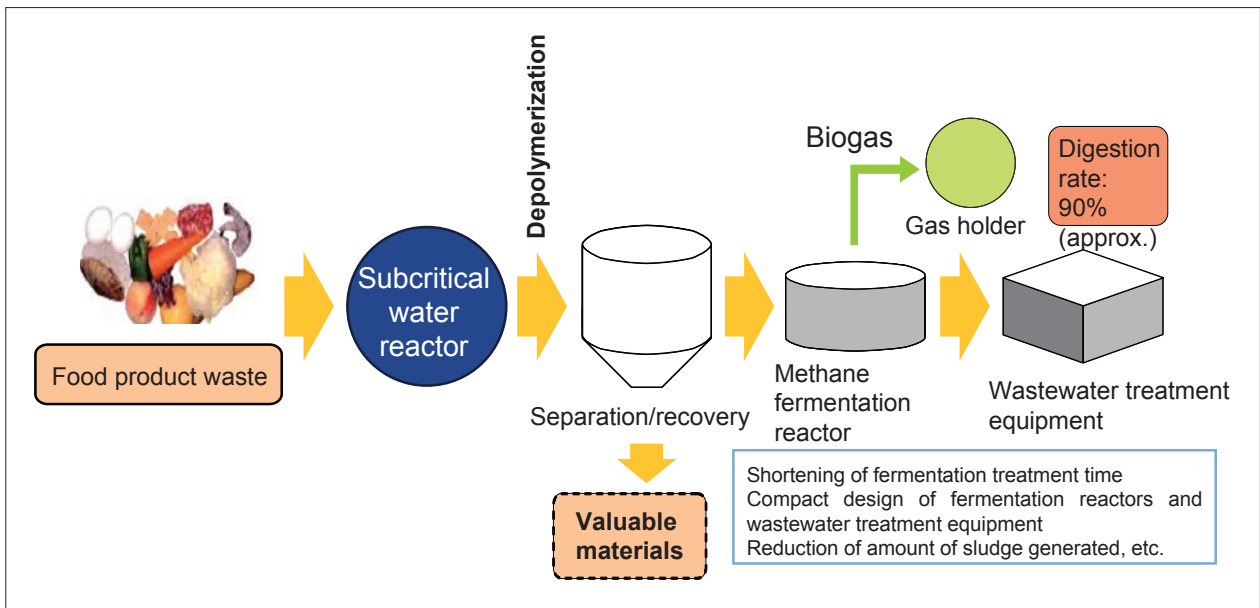 Food product waste
Subcritical
water
reactor
Depolymerization
Separation/recovery
Valuable
materials
Biogas
Gas holder
Methane
fermentation
reactor
Digestion
rate:
90%
(approx.)
Wastewater treatment
equipment
Shortening of fermentation treatment time
Compact design of fermentation reactors and
wastewater treatment equipment
Reduction of amount of sludge generated, etc.